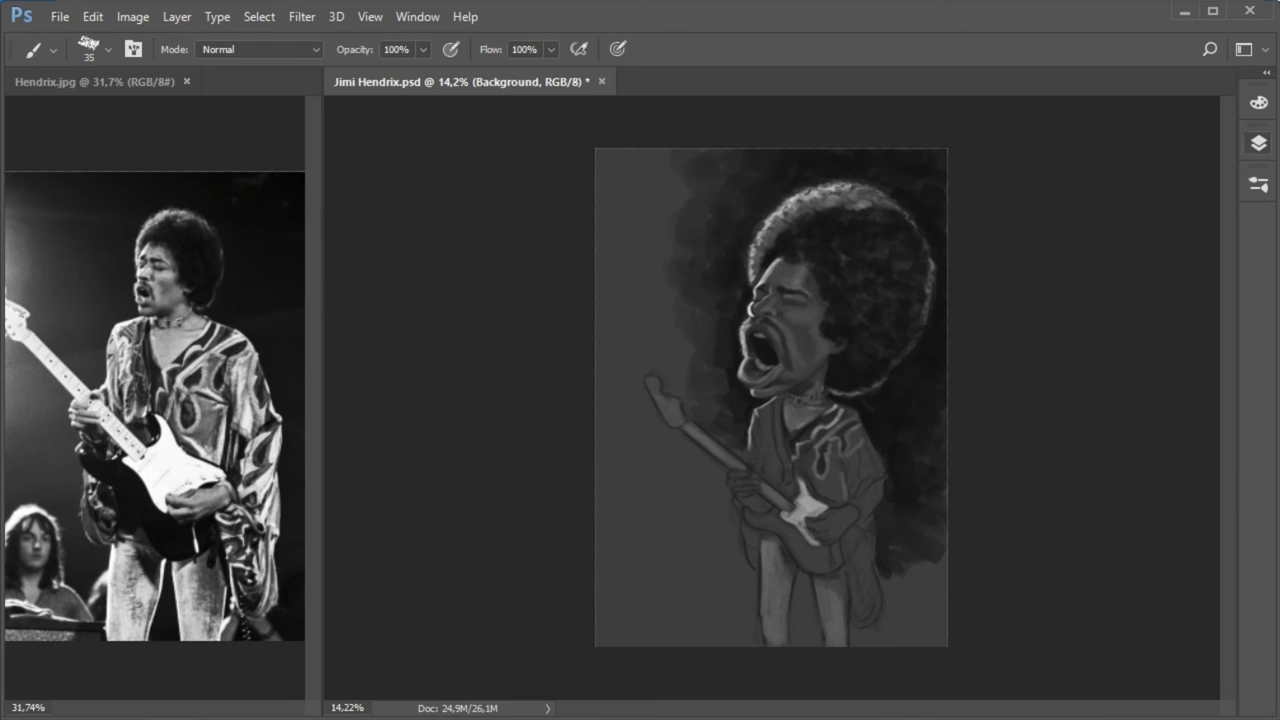 Ps File Edit Image Layer Type Select Filter 3D View Window Help
35 Mode: Normal Opacity: 100% Flow: 100%
Hendrix.jpg @ 31,7% (RGB/8#) × Jimi Hendrix.psd @ 14,2% (Background, RGB/8) * ×
31,74% 14,22% Doc: 24,9M/26,1M